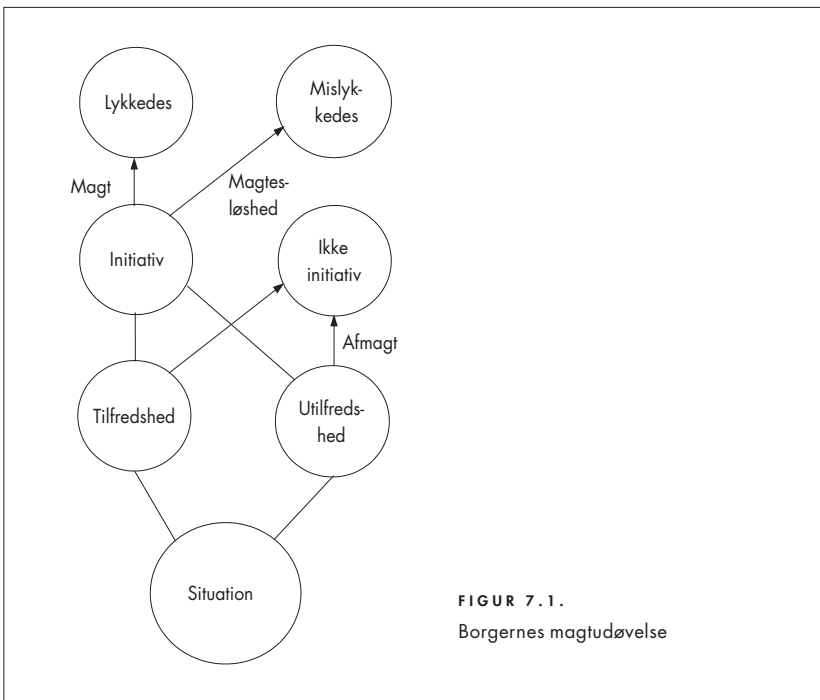 Lykkedes
Mislyk-
kedes
Magt
Magtes-
løshed
Initiativ
Ikke
initiativ
Afmagt
Tilfredshed
Utilfreds-
hed
Situation
FIGUR 7.1.
Borgernes magtudøvelse